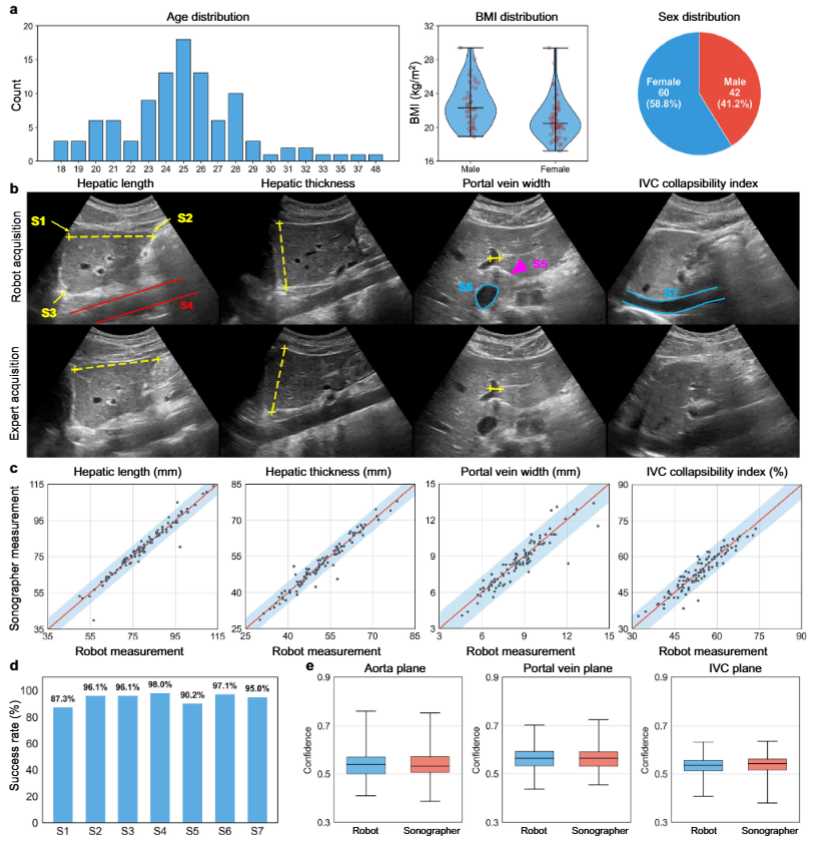 a
Age distribution
BMI distribution
Sex distribution
20
15
10
5
0
Count
18 19 20 21 22 23 24 25 26 27 28 29 30 31 32 33 35 37 48
32
28
24
20
16
BMI (kg/m²)
Male Female
Female
60
(58.8%)
Male
42
(41.2%)
b
Hepatic length
Hepatic thickness
Portal vein width
IVC collapsibility index
Robot acquisition
S1
S2
S3
S4
S5
S6
S7
Expert acquisition
c
Hepatic length (mm)
Hepatic thickness (mm)
Portal vein width (mm)
IVC collapsibility index (%)
Sonographer measurement
115
95
75
55
35
35 55 75 95 115
Robot measurement
85
70
55
40
25
25 40 55 70 85
Robot measurement
15
12
9
6
3
3 6 9 12 15
Robot measurement
90
75
60
45
30
30 45 60 75 90
Robot measurement
d
Success rate (%)
100
80
60
40
20
0
87.3% 96.1% 96.1% 98.0% 90.2% 97.1% 95.0%
S1 S2 S3 S4 S5 S6 S7
e
Aorta plane
Confidence
0.9
0.7
0.5
0.3
Robot Sonographer
Portal vein plane
Confidence
0.9
0.7
0.5
0.3
Robot Sonographer
IVC plane
Confidence
0.9
0.7
0.5
0.3
Robot Sonographer